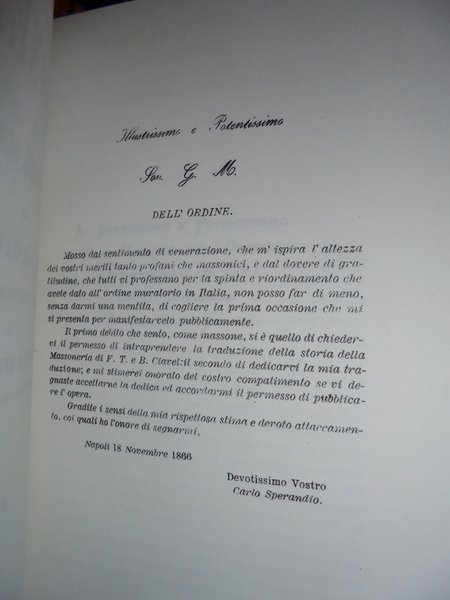 Illustrissimo e Potentissimo
Sov. G. M.
DELL' ORDINE.
Mosso dal sentimento di venerazione, che m' ispira l' altezza
dei vostri meriti tanto profani che massonici, e dal dovere di gra-
titudine, che tutti vi professano per la spinta e riordinamento che
avete dato all' ordine muratorio in Italia, non posso far di meno,
senza darmi una mentita, di cogliere la prima occasione che mi
si presenta per manifestarvelo pubblicamente.
Il primo debito che sento, come massone, si è quello di chieder-
vi il permesso di intraprendere la traduzione della storia della
Massoneria di F. T. e B. Clavel: il secondo di dedicarvi la mia tra-
duzione; e mi stimerei onorato del vostro compatimento se vi de-
gnaste accettarne la dedica ed accordarmi il permesso di pubblica-
re l' opera.
Gradite i sensi della mia rispettosa stima e devoto attaccamen-
to, coi quali ho l'onore di segnarmi.
Napoli 18 Novembre 1866
Devotissimo Vostro
Carlo Sperandio.